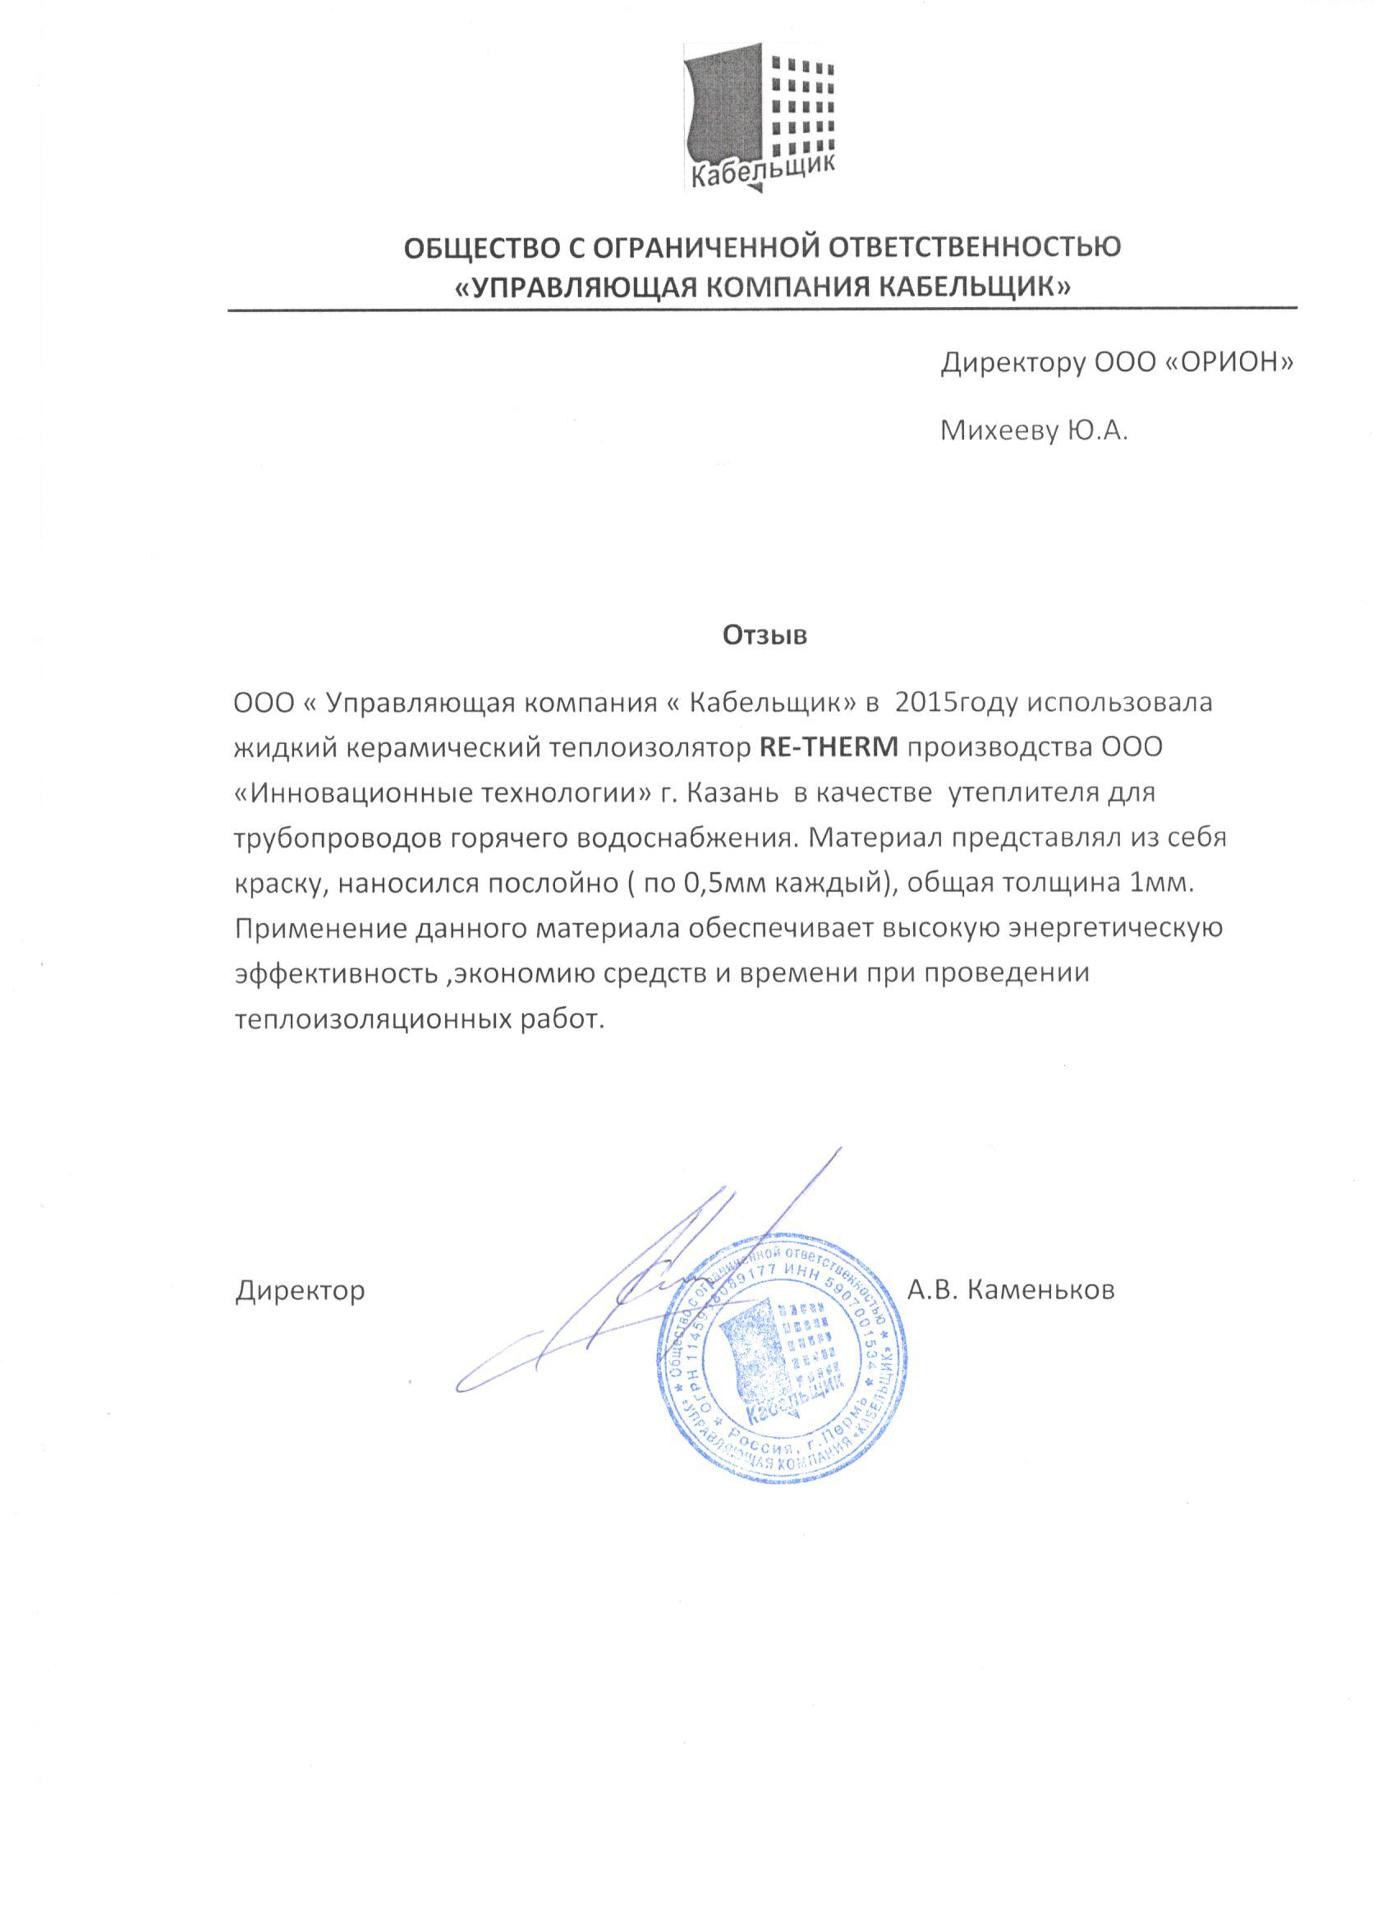 Кабельщик
ОБЩЕСТВО С ОГРАНИЧЕННОЙ ОТВЕТСТВЕННОСТЬЮ
«УПРАВЛЯЮЩАЯ КОМПАНИЯ КАБЕЛЬЩИК»
Директору ООО «ОРИОН»
Михееву Ю.А.
Отзыв
ООО « Управляющая компания « Кабельщик» в 2015году использовала
жидкий керамический теплоизолятор RE-THERM производства ООО
«Инновационные технологии» г. Казань в качестве утеплителя для
трубопроводов горячего водоснабжения. Материал представлял из себя
краску, наносился послойно ( по 0,5мм каждый), общая толщина 1мм.
Применение данного материала обеспечивает высокую энергетическую
эффективность ,экономию средств и времени при проведении
теплоизоляционных работ.
Директор
А.В. Каменьков
Общество с ограниченной ответственностью
«УПРАВЛЯЮЩАЯ КОМПАНИЯ «КАБЕЛЬЩИК»
ОГРН ИНН 5907001534
Россия, г.Пермь
Кабельщик